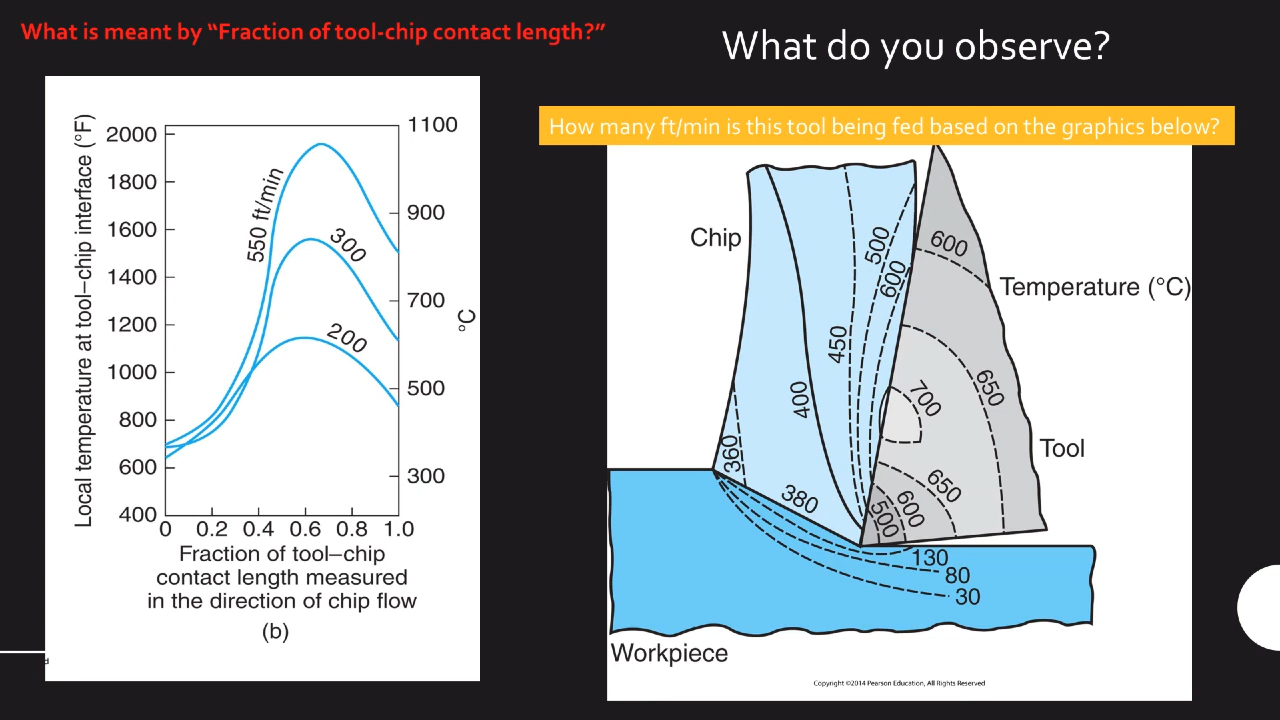 What is meant by “Fraction of tool-chip contact length?”
What do you observe?
How many ft/min is this tool being fed based on the graphics below?
Local temperature at tool–chip interface (°F)
2000
1800
1600
1400
1200
1000
800
600
400
1100
900
700
500
300
°C
550 ft/min
300
200
0
0.2
0.4
0.6
0.8
1.0
Fraction of tool–chip
contact length measured
in the direction of chip flow
(b)
Chip
500
600
600
Temperature (°C)
450
400
700
650
360
380
650
600
500
Tool
130
80
30
Workpiece
Copyright ©2014 Pearson Education, All Rights Reserved
d